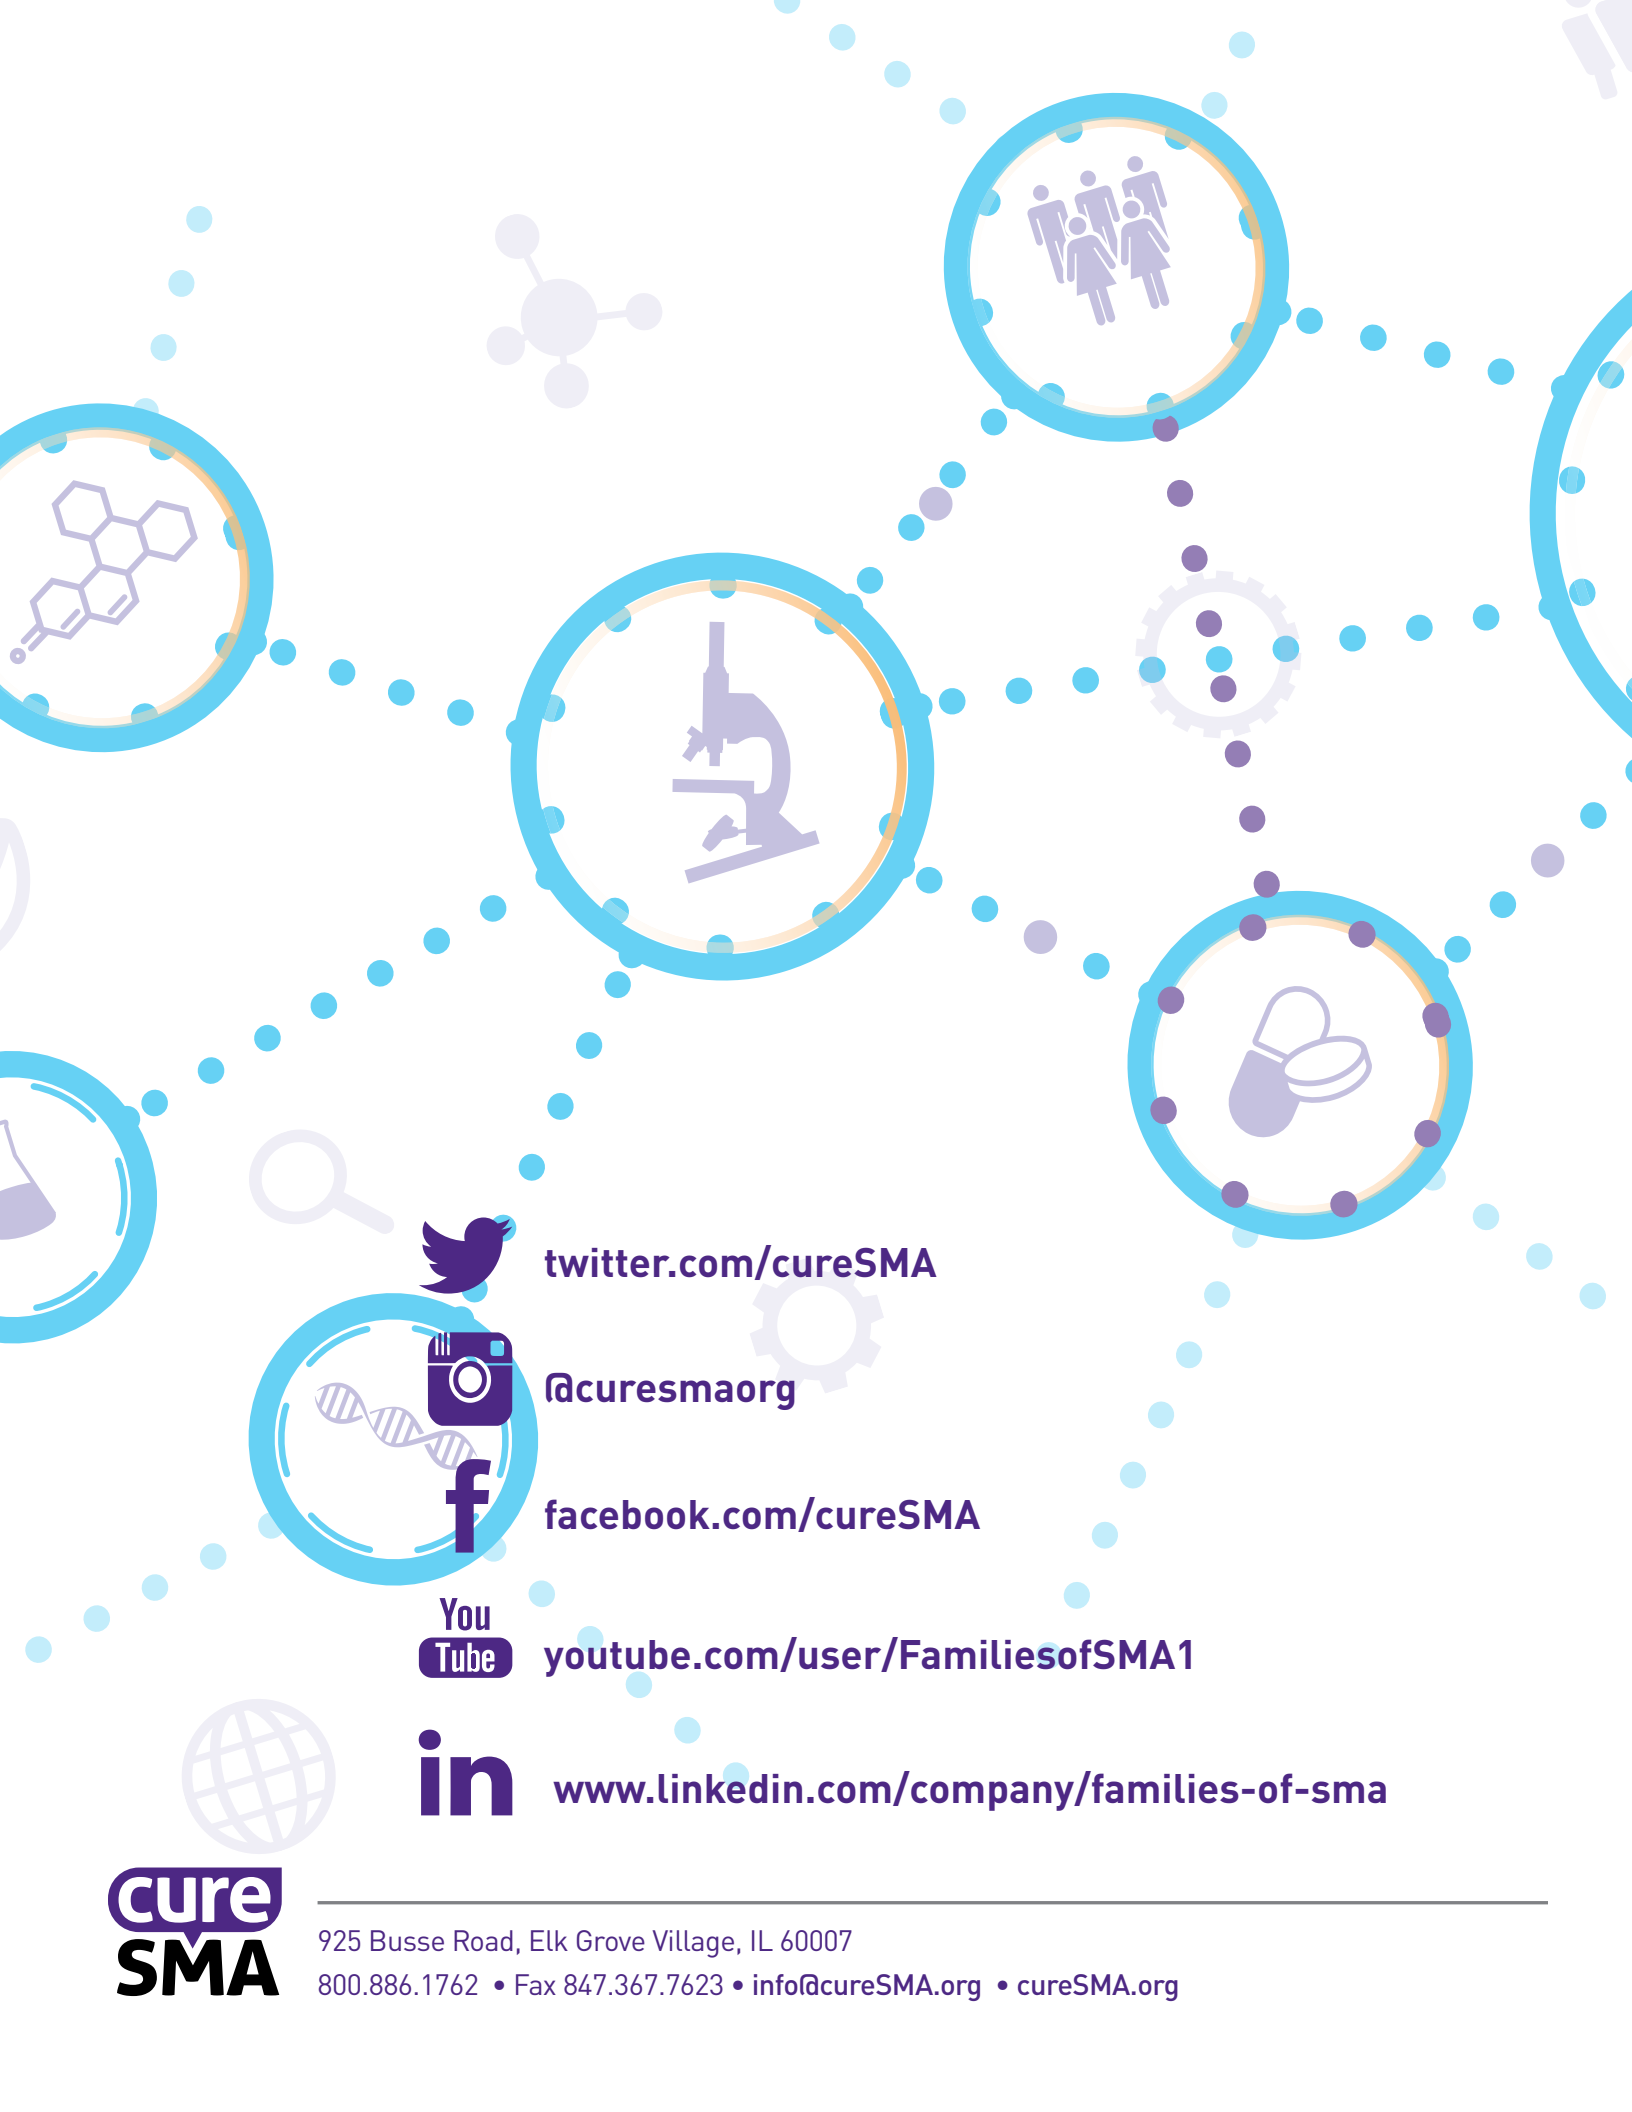 twitter.com/cureSMA
@curesmaorg
facebook.com/cureSMA
You
Tube
youtube.com/user/FamiliesofSMA1
in
www.linkedin.com/company/families-of-sma
cure
SMA
925 Busse Road, Elk Grove Village, IL 60007
800.886.1762 • Fax 847.367.7623 • info@cureSMA.org • cureSMA.org